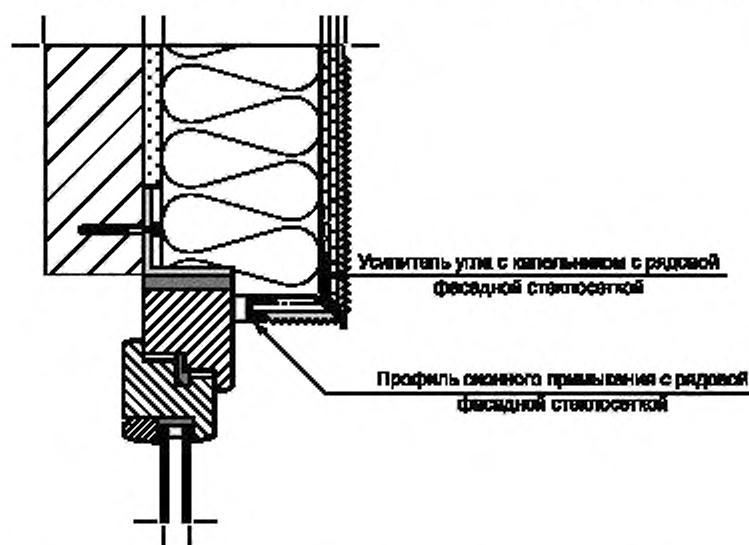 Усилитель угла с капельником с рядовой
фасадной стеклосеткой
Профиль оконного примыкания с рядовой
фасадной стеклосеткой